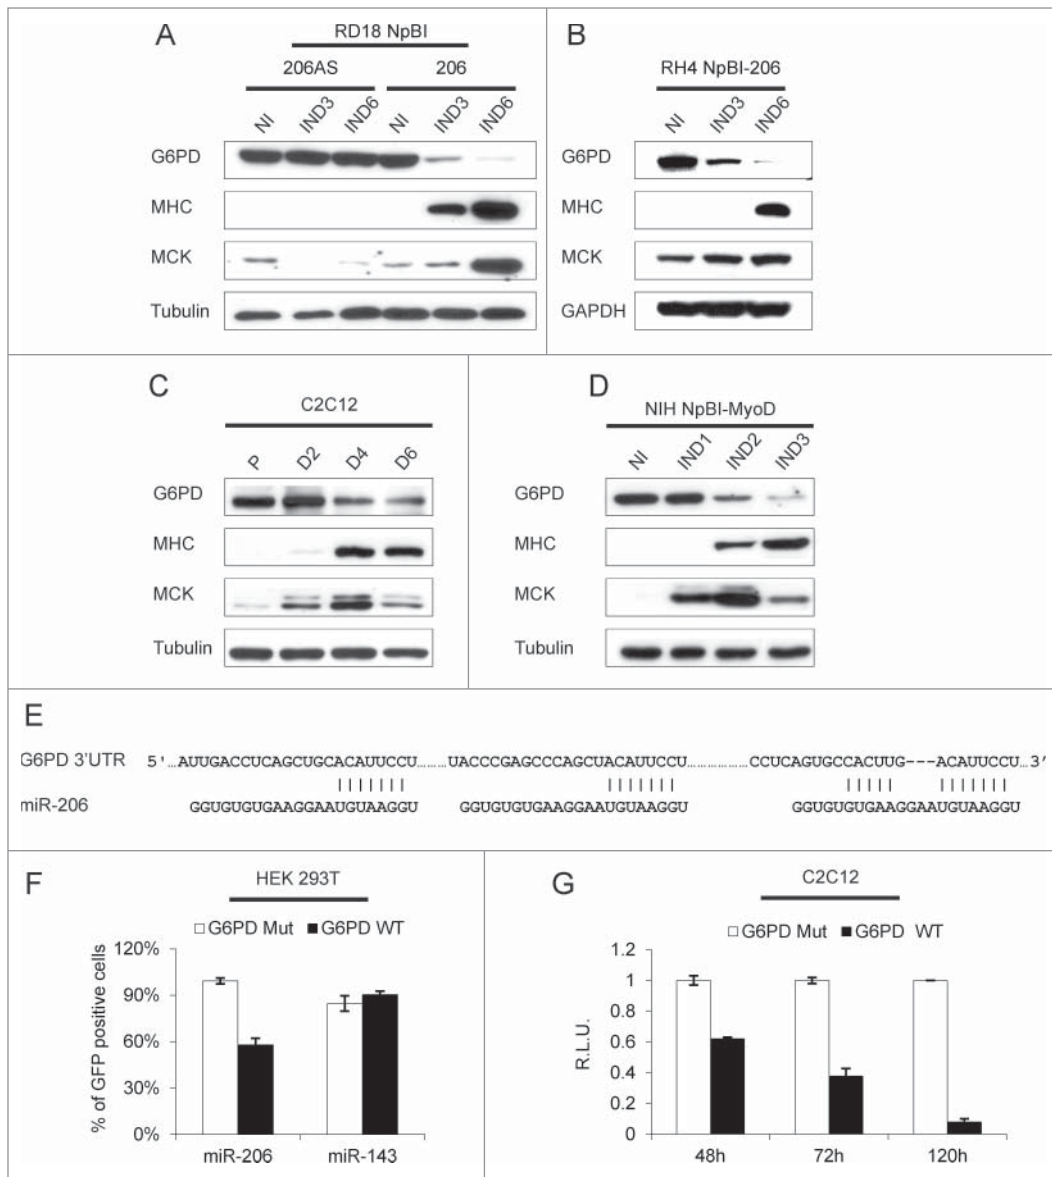 A
RD18 NpBI
206AS 206
NI IND3 IND6 NI IND3 IND6
G6PD
MHC
MCK
Tubulin
B
RH4 NpBI-206
NI IND3 IND6
G6PD
MHC
MCK
GAPDH
C
C2C12
P D2 D4 D6
G6PD
MHC
MCK
Tubulin
D
NIH NpBI-MyoD
NI IND1 IND2 IND3
G6PD
MHC
MCK
Tubulin
E
G6PD 3'UTR 5'...AUUGACCUCAGCUGCACAUUCCU........UACCCGAGCCCAGCUACAUUCCU..................CCUCAGUGCCACUUG---ACAUUCCU...3'
miR-206 GGUGUGUGAAGGAAUGUAAGGU GGUGUGUGAAGGAAUGUAAGGU GGUGUGUGAAGGAAUGUAAGGU
F
HEK 293T
G6PD Mut G6PD WT
% of GFP positive cells
120%
90%
60%
30%
0%
miR-206 miR-143
G
C2C12
G6PD Mut G6PD WT
R.L.U.
1.2
1
0.8
0.6
0.4
0.2
0
48h 72h 120h